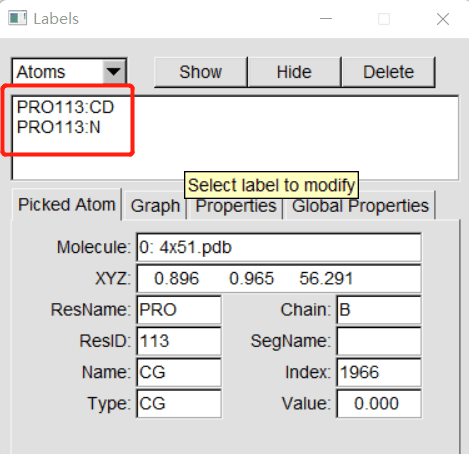 Labels
Atoms Show Hide Delete
PRO113:CD
PRO113:N
Select label to modify
Picked Atom Graph Properties Global Properties
Molecule: 0: 4x51.pdb
XYZ: 0.896 0.965 56.291
ResName: PRO Chain: B
ResID: 113 SegName:
Name: CG Index: 1966
Type: CG Value: 0.000